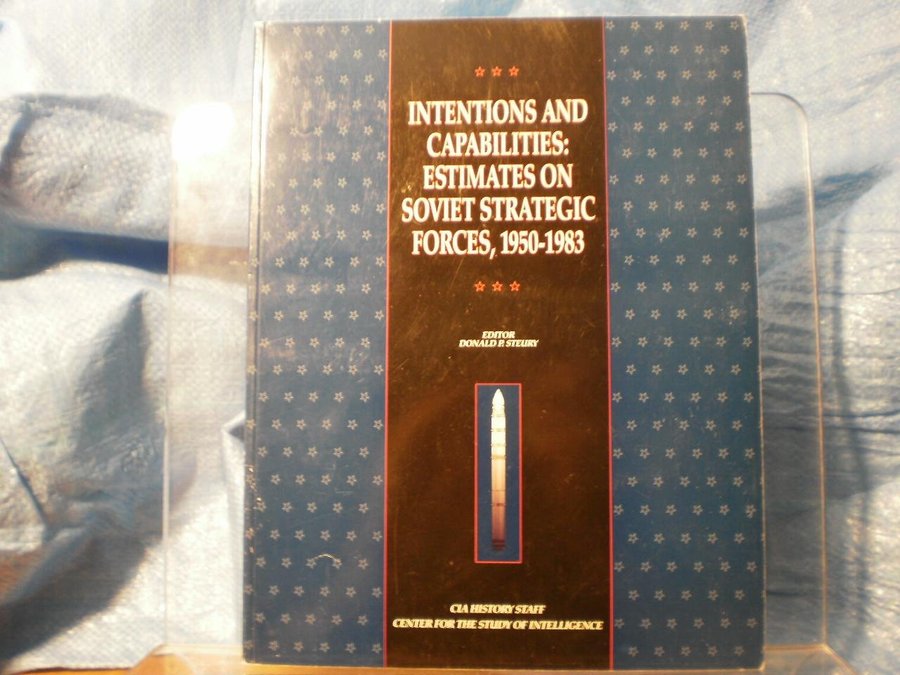 INTENTIONS AND
CAPABILITIES:
ESTIMATES ON
SOVIET STRATEGIC
FORCES, 1950-1983
EDITOR
DONALD P. STEURY
CIA HISTORY STAFF
CENTER FOR THE STUDY OF INTELLIGENCE